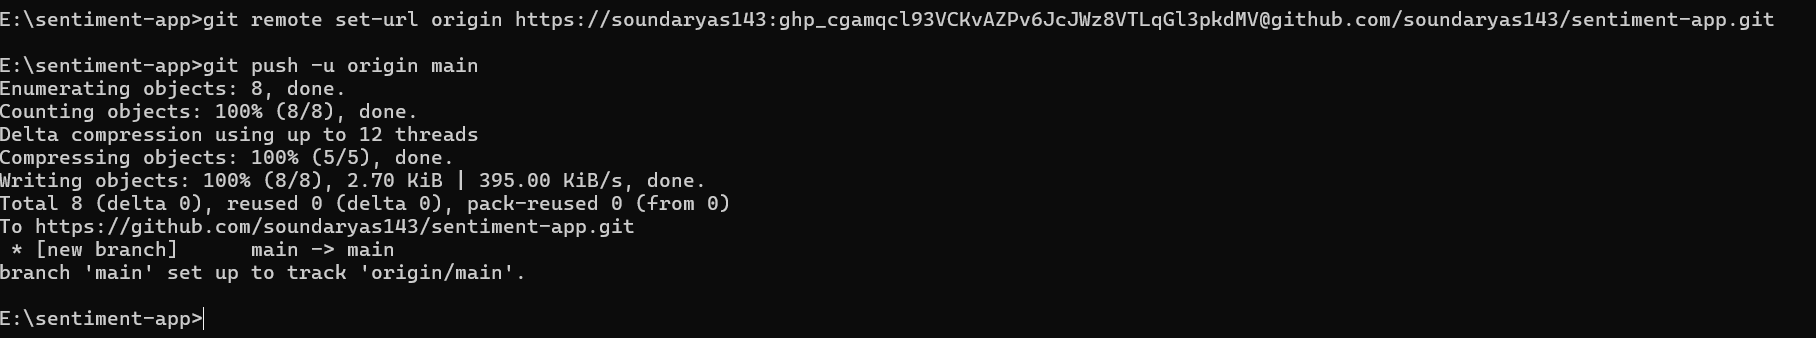 E:\sentiment-app>git remote set-url origin https://soundaryas143: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@github.com/soundaryas143/sentiment-app.git
E:\sentiment-app>git push -u origin main
Enumerating objects: 8, done.
Counting objects: 100% (8/8), done.
Delta compression using up to 12 threads
Compressing objects: 100% (5/5), done.
Writing objects: 100% (8/8), 2.70 KiB | 395.00 KiB/s, done.
Total 8 (delta 0), reused 0 (delta 0), pack-reused 0 (from 0)
To https://github.com/soundaryas143/sentiment-app.git
 * [new branch]      main -> main
branch 'main' set up to track 'origin/main'.
E:\sentiment-app>